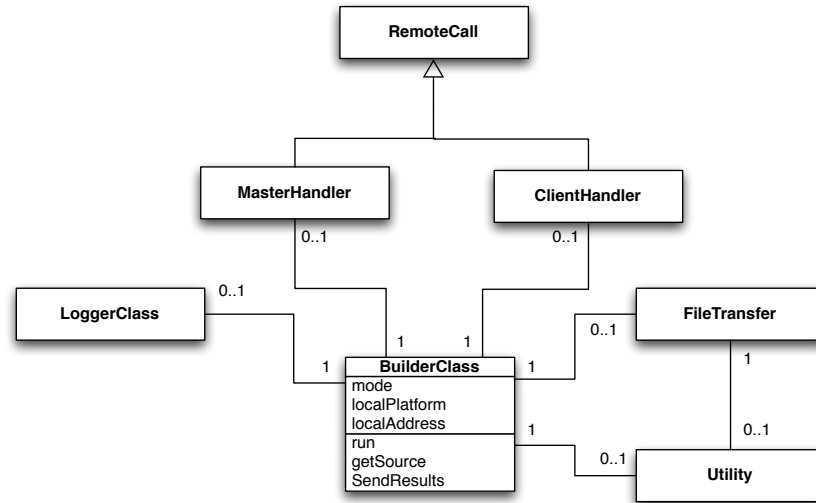 RemoteCall
MasterHandler
ClientHandler
0..1
0..1
0..1
LoggerClass
FileTransfer
0..1
1
1
1
1
1
BuilderClass
mode
localPlatform
localAddress
run
getSource
SendResults
1
0..1
0..1
Utility